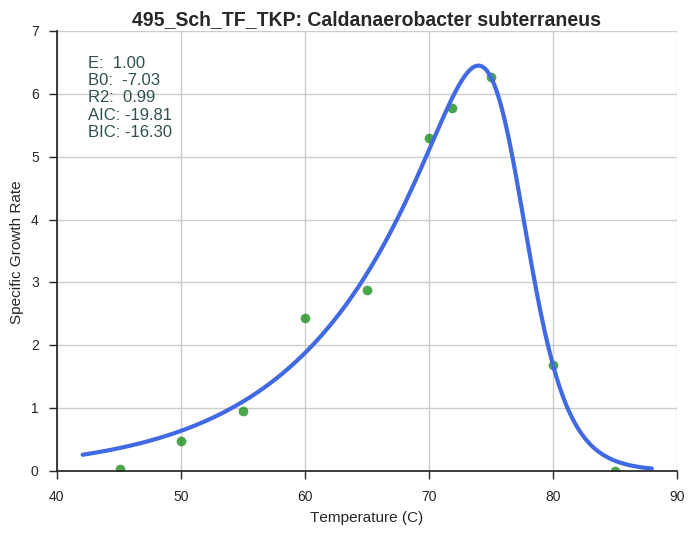 495_Sch_TF_TKP: Caldanaerobacter subterraneus
E:  1.00
B0:  -7.03
R2:  0.99
AIC: -19.81
BIC: -16.30
Specific Growth Rate
7
6
5
4
3
2
1
0
40 50 60 70 80 90
Temperature (C)